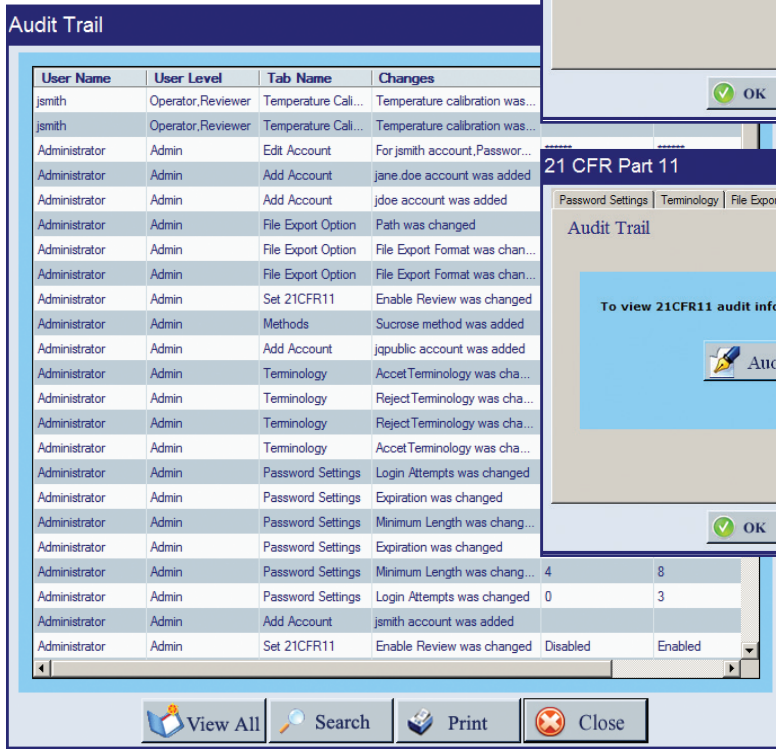 Audit Trail
User Name User Level Tab Name Changes
jsmith Operator,Reviewer Temperature Cali... Temperature calibration was...
jsmith Operator,Reviewer Temperature Cali... Temperature calibration was...
Administrator Admin Edit Account For jsmith account,Passwor... ****** ******
Administrator Admin Add Account jane.doe account was added
Administrator Admin Add Account jdoe account was added
Administrator Admin File Export Option Path was changed
Administrator Admin File Export Option File Export Format was chan...
Administrator Admin File Export Option File Export Format was chan...
Administrator Admin Set 21CFR11 Enable Review was changed
Administrator Admin Methods Sucrose method was added
Administrator Admin Add Account jqpublic account was added
Administrator Admin Terminology AccetTerminology was cha...
Administrator Admin Terminology RejectTerminology was cha...
Administrator Admin Terminology RejectTerminology was cha...
Administrator Admin Terminology AccetTerminology was cha...
Administrator Admin Password Settings Login Attempts was changed
Administrator Admin Password Settings Expiration was changed
Administrator Admin Password Settings Minimum Length was chang...
Administrator Admin Password Settings Expiration was changed
Administrator Admin Password Settings Minimum Length was chang... 4 8
Administrator Admin Password Settings Login Attempts was changed 0 3
Administrator Admin Add Account jsmith account was added
Administrator Admin Set 21CFR11 Enable Review was changed Disabled Enabled
View All Search Print Close
OK
21 CFR Part 11
Password Settings Terminology File Expor
Audit Trail
To view 21CFR11 audit info
Aud
OK